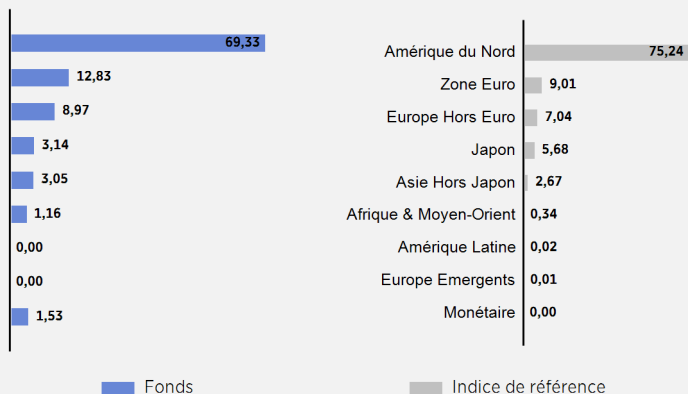 69,33 Amérique du Nord 75,24
12,83 Zone Euro 9,01
8,97 Europe Hors Euro 7,04
3,14 Japon 5,68
3,05 Asie Hors Japon 2,67
1,16 Afrique & Moyen-Orient 0,34
0,00 Amérique Latine 0,02
0,00 Europe Emergents 0,01
1,53 Monétaire 0,00
Fonds Indice de référence